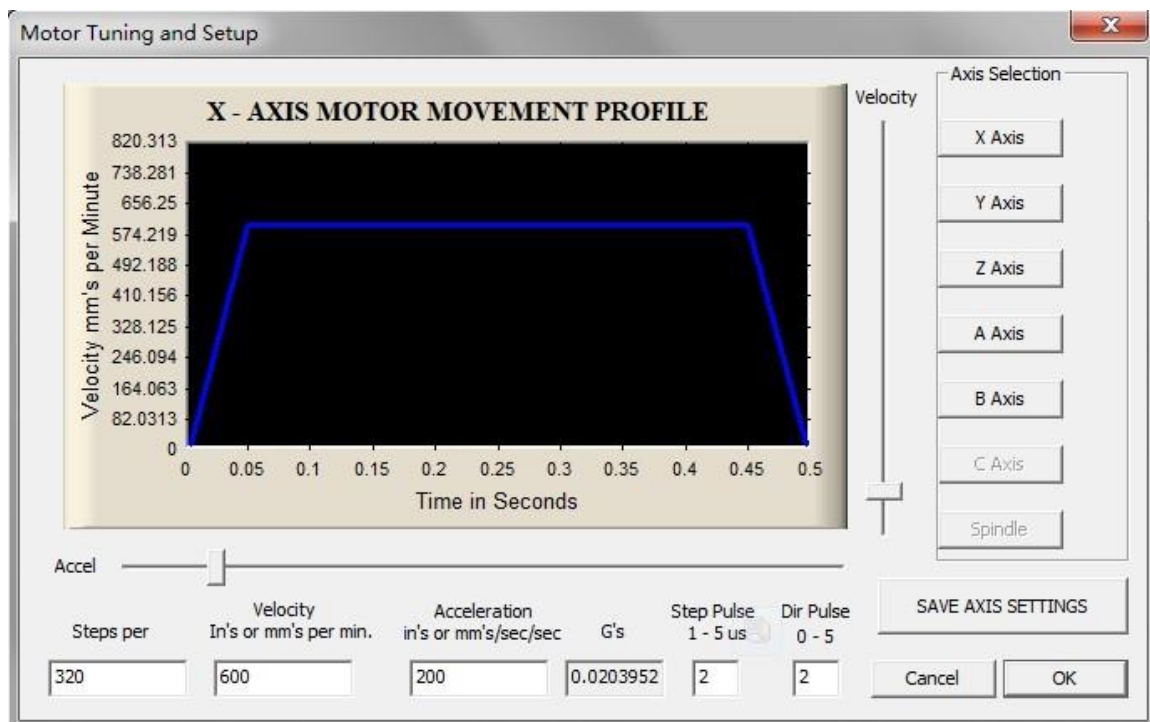 Motor Tuning and Setup
X - AXIS MOTOR MOVEMENT PROFILE
Velocity mm's per Minute
820.313
738.281
656.25
574.219
492.188
410.156
328.125
246.094
164.063
82.0313
0
0 0.05 0.1 0.15 0.2 0.25 0.3 0.35 0.4 0.45 0.5
Time in Seconds
Velocity
Axis Selection
X Axis
Y Axis
Z Axis
A Axis
B Axis
C Axis
Spindle
Accel
Steps per
Velocity
In's or mm's per min.
Acceleration
in's or mm's/sec/sec
G's
Step Pulse
1 - 5 us
Dir Pulse
0 - 5
320
600
200
0.0203952
2
2
SAVE AXIS SETTINGS
Cancel
OK